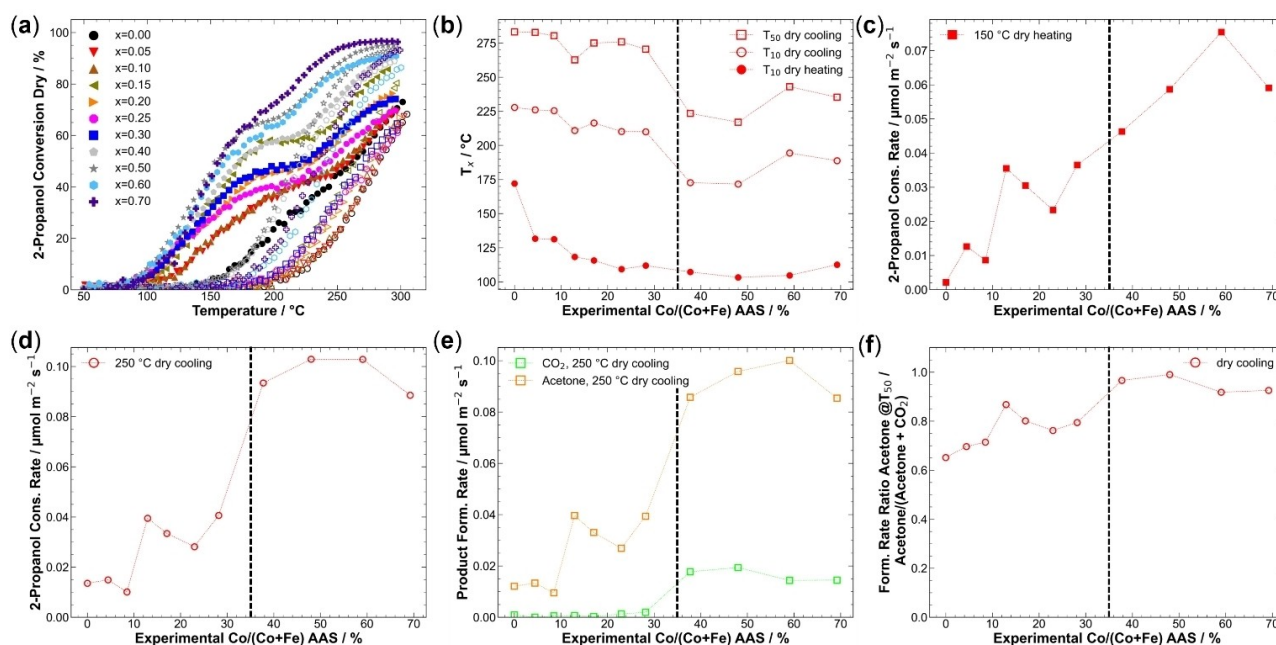 (a)
2-Propanol Conversion Dry / %
100
80
60
40
20
0
x=0.00
x=0.05
x=0.10
x=0.15
x=0.20
x=0.25
x=0.30
x=0.40
x=0.50
x=0.60
x=0.70
50 100 150 200 250 300
Temperature / °C
(b)
Tx / °C
275
250
225
200
175
150
125
100
T50 dry cooling
T10 dry cooling
T10 dry heating
0 10 20 30 40 50 60 70
Experimental Co/(Co+Fe) AAS / %
(c)
2-Propanol Cons. Rate / μmol m−2 s−1
0.07
0.06
0.05
0.04
0.03
0.02
0.01
0.00
150 °C dry heating
0 10 20 30 40 50 60 70
Experimental Co/(Co+Fe) AAS / %
(d)
2-Propanol Cons. Rate / μmol m−2 s−1
0.10
0.08
0.06
0.04
0.02
0.00
250 °C dry cooling
0 10 20 30 40 50 60 70
Experimental Co/(Co+Fe) AAS / %
(e)
Product Form. Rate / μmol m−2 s−1
0.10
0.08
0.06
0.04
0.02
0.00
CO2, 250 °C dry cooling
Acetone, 250 °C dry cooling
0 10 20 30 40 50 60 70
Experimental Co/(Co+Fe) AAS / %
(f)
Form. Rate Ratio Acetone @T50 /
Acetone/(Acetone + CO2)
1.0
0.8
0.6
0.4
0.2
0.0
dry cooling
0 10 20 30 40 50 60 70
Experimental Co/(Co+Fe) AAS / %